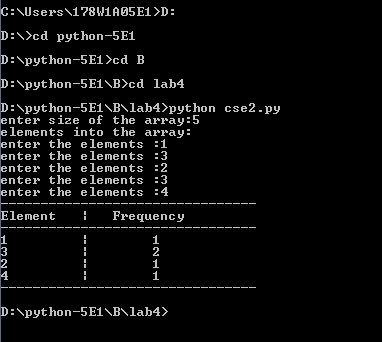 C:\Users\178W1A05E1>D:
D:\>cd python-5E1
D:\python-5E1>cd B
D:\python-5E1\B>cd lab4
D:\python-5E1\B\lab4>python cse2.py
enter size of the array:5
elements into the array:
enter the elements :1
enter the elements :3
enter the elements :2
enter the elements :3
enter the elements :4
----------------------------------
Element    |   Frequency
----------------------------------
1          |        1
3          |        2
2          |        1
4          |        1
----------------------------------
D:\python-5E1\B\lab4>